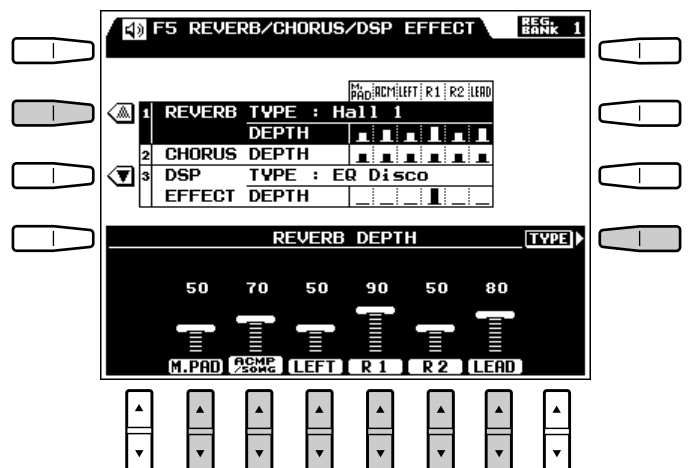 F5 REVERB/CHORUS/DSP EFFECT REG. BANK 1
M. PAD ACM LEFT R1 R2 LEAD
1 REVERB TYPE : Hall 1
DEPTH
2 CHORUS DEPTH
3 DSP TYPE : EQ Disco
EFFECT DEPTH
REVERB DEPTH TYPE
50 70 50 90 50 80
M.PAD ACMP/SONG LEFT R1 R2 LEAD